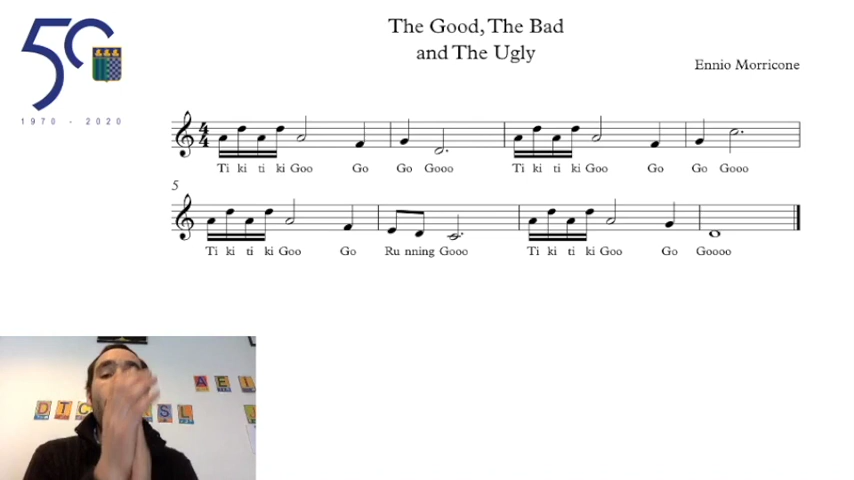 50
1970 - 2020
The Good, The Bad
and The Ugly
Ennio Morricone
4
4
Ti ki ti ki Goo Go Go Gooo Ti ki ti ki Goo Go Go Gooo
5
Ti ki ti ki Goo Go Ru nning Gooo Ti ki ti ki Goo Go Goooo
A E I
D T C S L